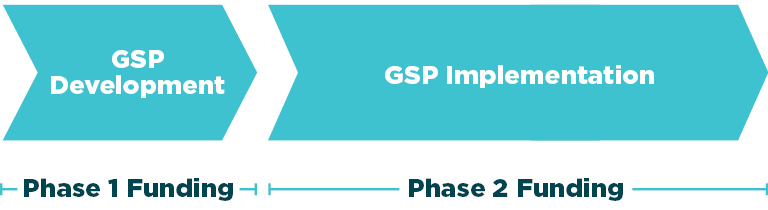 GSP
Development
GSP Implementation
Phase 1 Funding
Phase 2 Funding